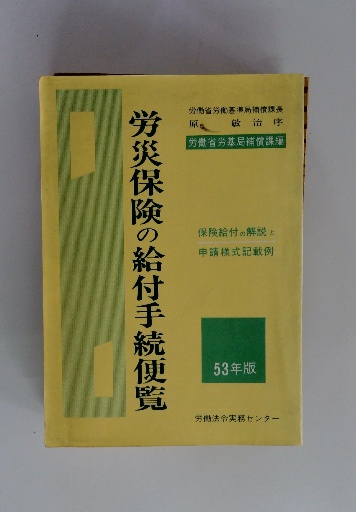 労働省労働基準局補償課長
原 敏治序
労働省労基局補償課編
労災保険の給付手続便覧
保険給付の解説と
申請様式記載例
53年版
労働法令実務センター